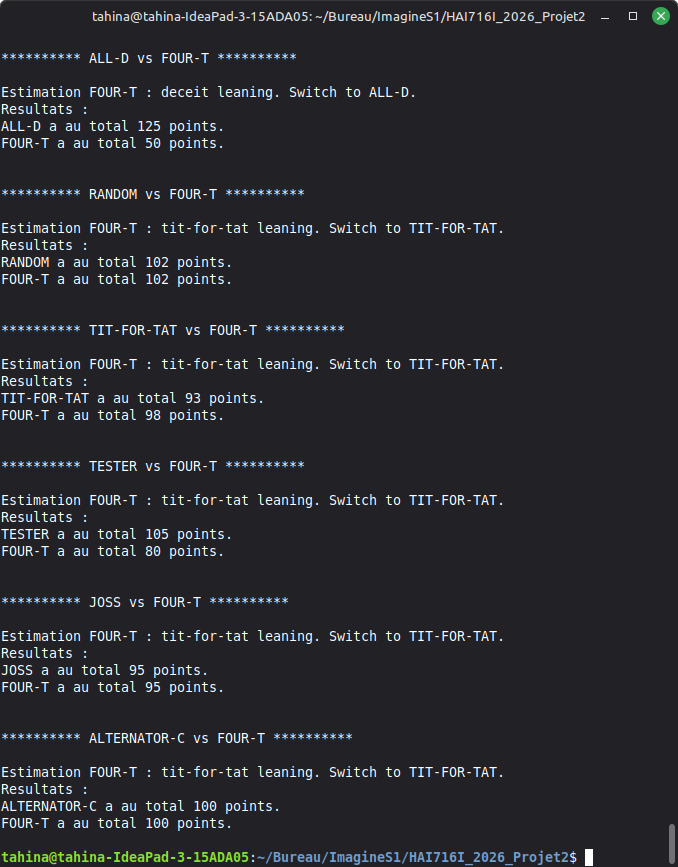 tahina@tahina-IdeaPad-3-15ADA05: ~/Bureau/ImagineS1/HAI716I_2026_Projet2
********** ALL-D vs FOUR-T **********
Estimation FOUR-T : deceit leaning. Switch to ALL-D.
Resultats :
ALL-D a au total 125 points.
FOUR-T a au total 50 points.
********** RANDOM vs FOUR-T **********
Estimation FOUR-T : tit-for-tat leaning. Switch to TIT-FOR-TAT.
Resultats :
RANDOM a au total 102 points.
FOUR-T a au total 102 points.
********** TIT-FOR-TAT vs FOUR-T **********
Estimation FOUR-T : tit-for-tat leaning. Switch to TIT-FOR-TAT.
Resultats :
TIT-FOR-TAT a au total 93 points.
FOUR-T a au total 98 points.
********** TESTER vs FOUR-T **********
Estimation FOUR-T : tit-for-tat leaning. Switch to TIT-FOR-TAT.
Resultats :
TESTER a au total 105 points.
FOUR-T a au total 80 points.
********** JOSS vs FOUR-T **********
Estimation FOUR-T : tit-for-tat leaning. Switch to TIT-FOR-TAT.
Resultats :
JOSS a au total 95 points.
FOUR-T a au total 95 points.
********** ALTERNATOR-C vs FOUR-T **********
Estimation FOUR-T : tit-for-tat leaning. Switch to TIT-FOR-TAT.
Resultats :
ALTERNATOR-C a au total 100 points.
FOUR-T a au total 100 points.
tahina@tahina-IdeaPad-3-15ADA05:~/Bureau/ImagineS1/HAI716I_2026_Projet2$